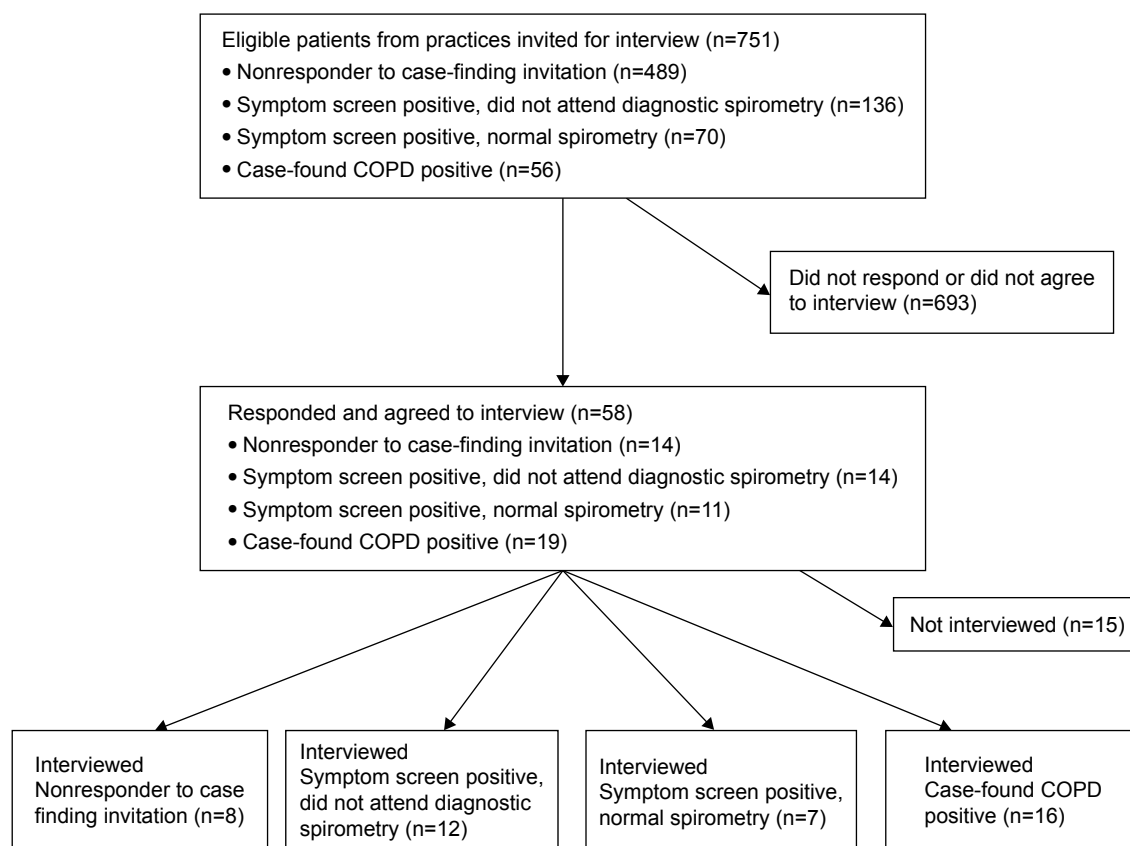 Eligible patients from practices invited for interview (n=751)
• Nonresponder to case-finding invitation (n=489)
• Symptom screen positive, did not attend diagnostic spirometry (n=136)
• Symptom screen positive, normal spirometry (n=70)
• Case-found COPD positive (n=56)
Did not respond or did not agree
to interview (n=693)
Responded and agreed to interview (n=58)
• Nonresponder to case-finding invitation (n=14)
• Symptom screen positive, did not attend diagnostic spirometry (n=14)
• Symptom screen positive, normal spirometry (n=11)
• Case-found COPD positive (n=19)
Not interviewed (n=15)
Interviewed
Nonresponder to case
finding invitation (n=8)
Interviewed
Symptom screen positive,
did not attend diagnostic
spirometry (n=12)
Interviewed
Symptom screen positive,
normal spirometry (n=7)
Interviewed
Case-found COPD
positive (n=16)